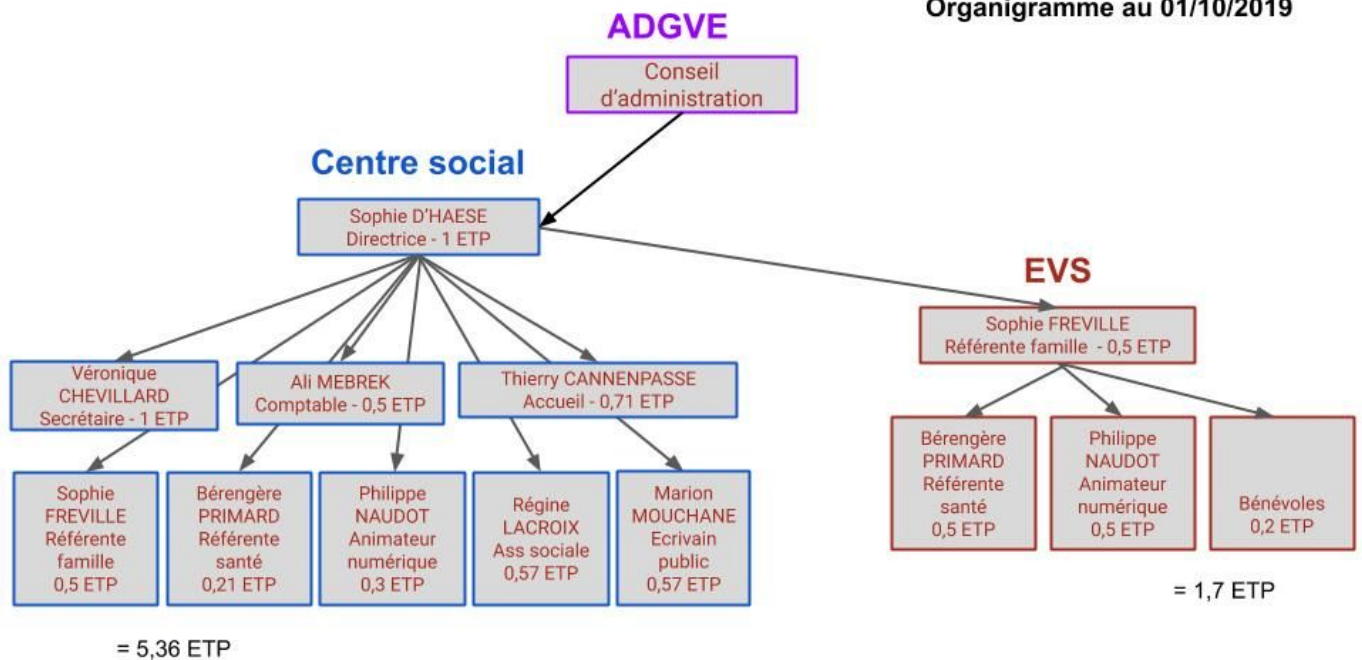 Organigramme au 01/10/2019
ADGVE
Conseil
d'administration
Centre social
Sophie D'HAESE
Directrice - 1 ETP
EVS
Sophie FREVILLE
Référente famille - 0,5 ETP
Véronique
CHEVILLARD
Secrétaire - 1 ETP
Ali MEBREK
Comptable - 0,5 ETP
Thierry CANNENPASSE
Accueil - 0,71 ETP
Sophie
FREVILLE
Référente
famille
0,5 ETP
Bérengère
PRIMARD
Référente
santé
0,21 ETP
Philippe
NAUDOT
Animateur
numérique
0,3 ETP
Régine
LACROIX
Ass sociale
0,57 ETP
Marion
MOUCHANE
Ecrivain
public
0,57 ETP
Bérengère
PRIMARD
Référente
santé
0,5 ETP
Philippe
NAUDOT
Animateur
numérique
0,5 ETP
Bénévoles
0,2 ETP
= 1,7 ETP
= 5,36 ETP